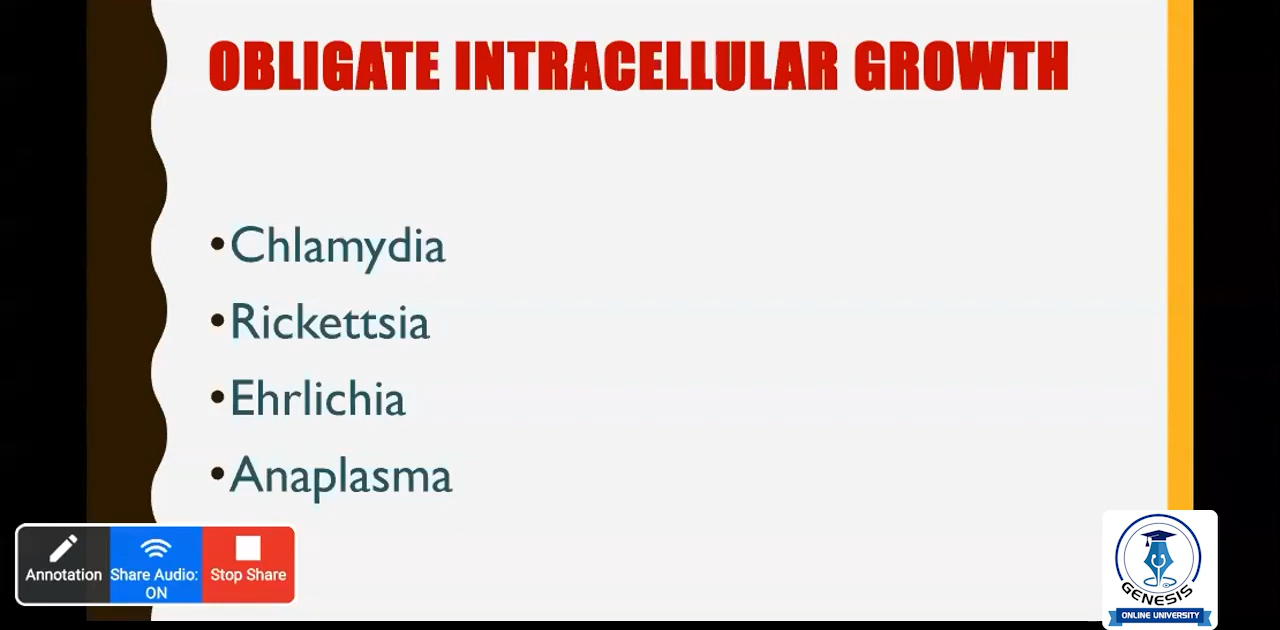 OBLIGATE INTRACELLULAR GROWTH
•Chlamydia
•Rickettsia
•Ehrlichia
•Anaplasma
Annotation
Share Audio:
ON
Stop Share
GENESIS
ONLINE UNIVERSITY